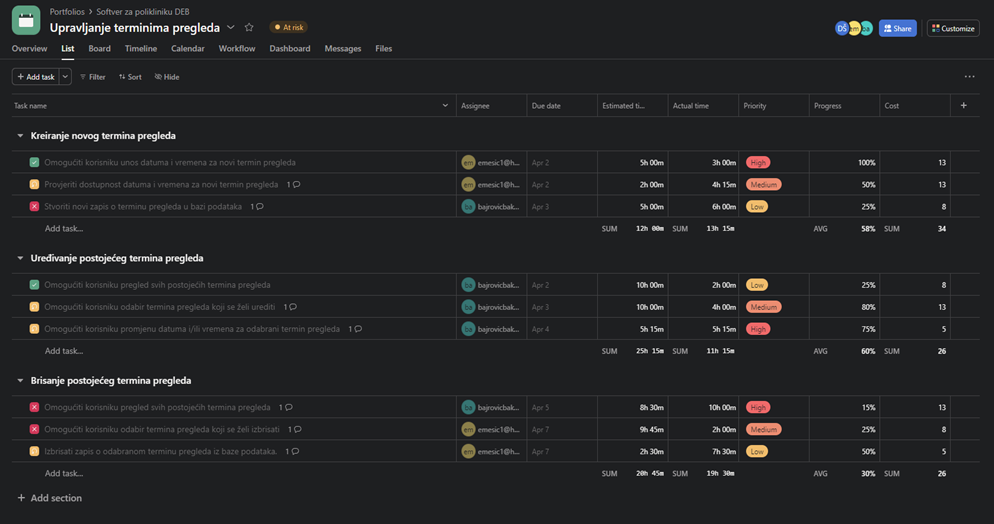 Portfolios > Softver za polikliniku DEB
Upravljanje terminima pregleda At risk
DŠ em ba Share Customize
Overview List Board Timeline Calendar Workflow Dashboard Messages Files
+ Add task Filter Sort Hide
Task name Assignee Due date Estimated ti... Actual time Priority Progress Cost +
Kreiranje novog termina pregleda
Omogućiti korisniku unos datuma i vremena za novi termin pregleda em emesic1@h... Apr 2 5h 00m 3h 00m High 100% 13
Provjeriti dostupnost datuma i vremena za novi termin pregleda 1 em emesic1@h... Apr 2 2h 00m 4h 15m Medium 50% 13
Stvoriti novi zapis o terminu pregleda u bazi podataka 1 ba bajrovicbak... Apr 3 5h 00m 6h 00m Low 25% 8
Add task... SUM 12h 00m SUM 13h 15m AVG 58% SUM 34
Uređivanje postojećeg termina pregleda
Omogućiti korisniku pregled svih postojećih termina pregleda ba bajrovicbak... Apr 2 10h 00m 2h 00m Low 25% 8
Omogućiti korisniku odabir termina pregleda koji se želi urediti 1 ba bajrovicbak... Apr 3 10h 00m 4h 00m Medium 80% 13
Omogućiti korisniku promjenu datuma i/ili vremena za odabrani termin pregleda 1 ba bajrovicbak... Apr 4 5h 15m 5h 15m High 75% 5
Add task... SUM 25h 15m SUM 11h 15m AVG 60% SUM 26
Brisanje postojećeg termina pregleda
Omogućiti korisniku pregled svih postojećih termina pregleda 1 ba bajrovicbak... Apr 5 8h 30m 10h 00m High 15% 13
Omogućiti korisniku odabir termina pregleda koji se želi izbrisati 1 em emesic1@h... Apr 7 9h 45m 2h 00m Medium 25% 8
Izbrisati zapis o odabranom terminu pregleda iz baze podataka. 1 em emesic1@h... Apr 7 2h 30m 7h 30m Low 50% 5
Add task... SUM 20h 45m SUM 19h 30m AVG 30% SUM 26
+ Add section